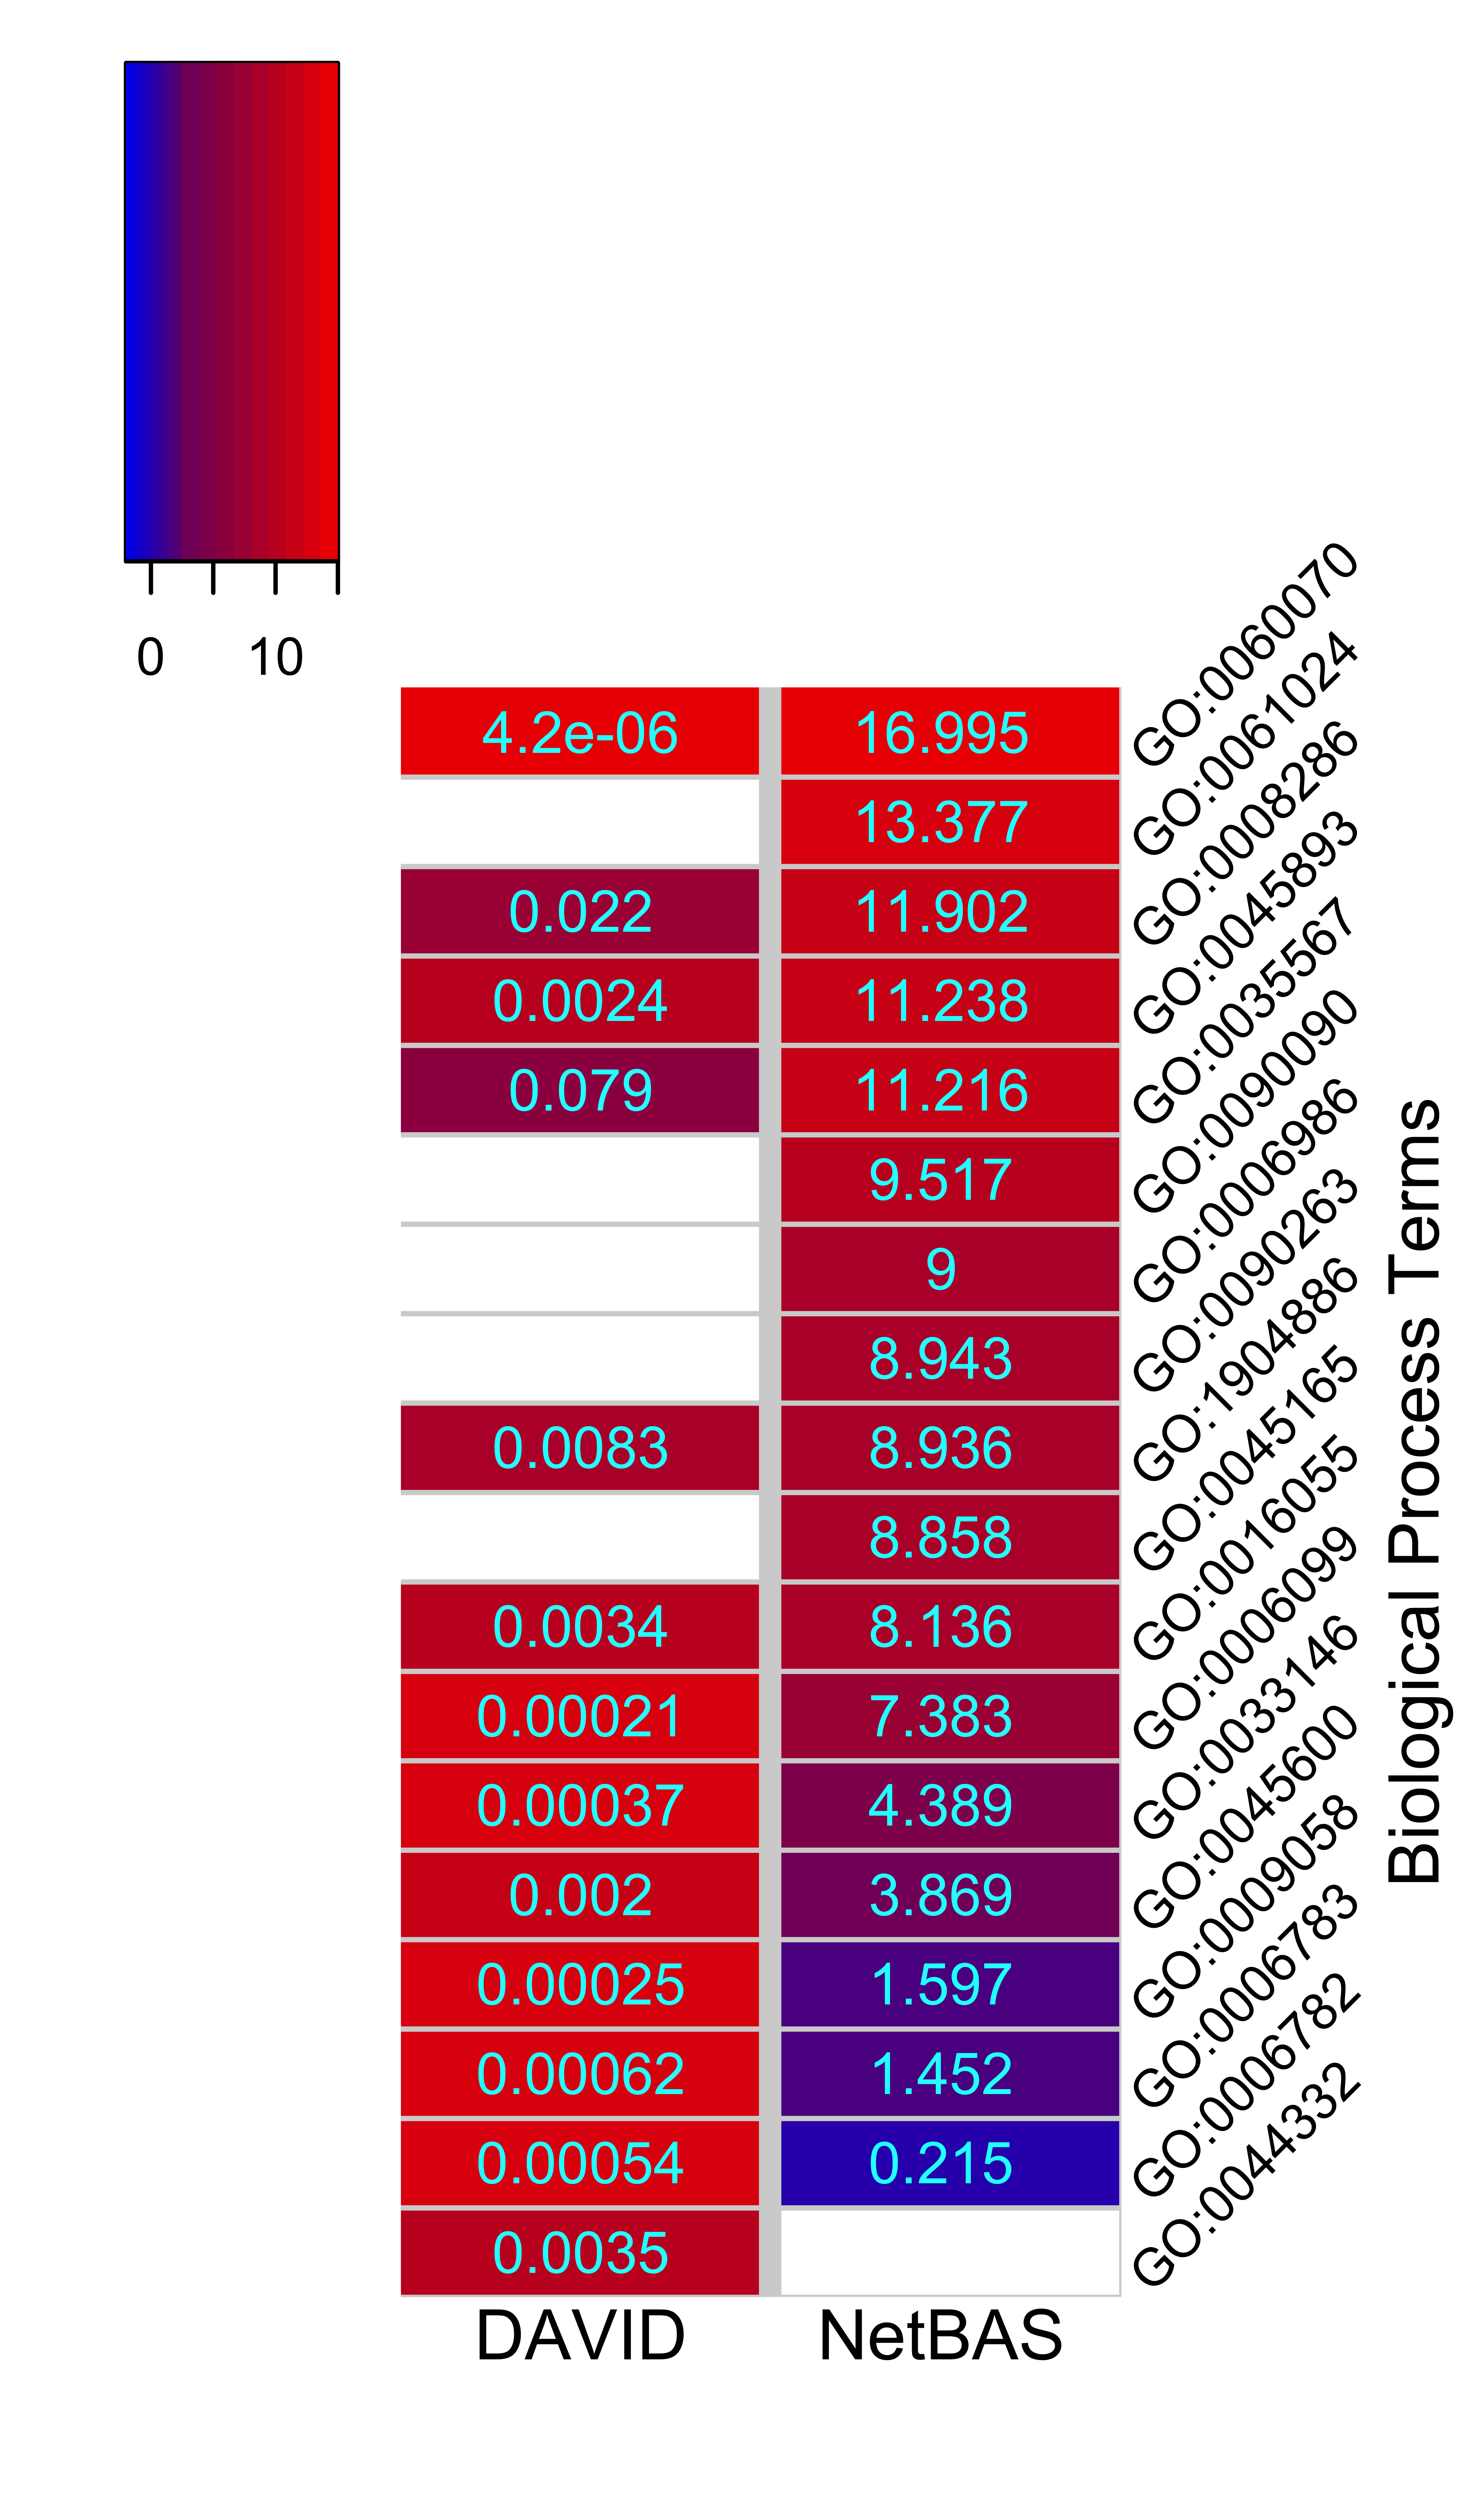 0 10
4.2e-06 16.995 GO:0060070
13.377 GO:0061024
0.022 11.902 GO:0008286
0.0024 11.238 GO:0045893
0.079 11.216 GO:0035567
9.517 GO:0090090
9 GO:0006986
8.943 GO:0090263
0.0083 8.936 GO:1904886
8.858 GO:0045165
0.0034 8.136 GO:0016055
0.00021 7.383 GO:0006099
0.00037 4.389 GO:0033146
0.002 3.869 GO:0045600
0.00025 1.597 GO:0009058
0.00062 1.452 GO:0006783
0.00054 0.215 GO:0006782
0.0035 GO:0044332
DAVID NetBAS
Biological Process Terms